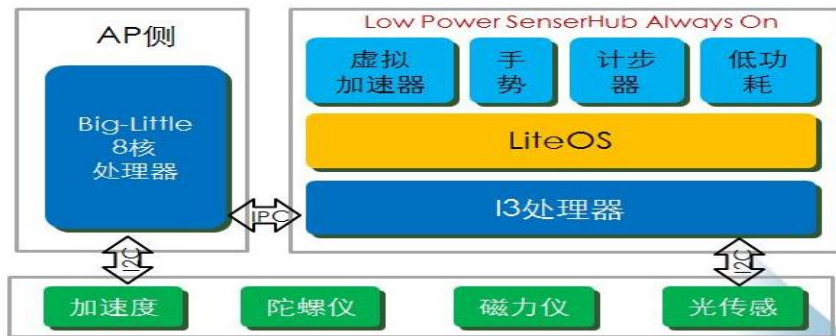 AP侧
Big-Little
8核
处理器
IPC
I2C
Low Power SenserHub Always On
虚拟
加速器
手
势
计步
器
低功
耗
LiteOS
I3处理器
I2C
加速度
陀螺仪
磁力仪
光传感